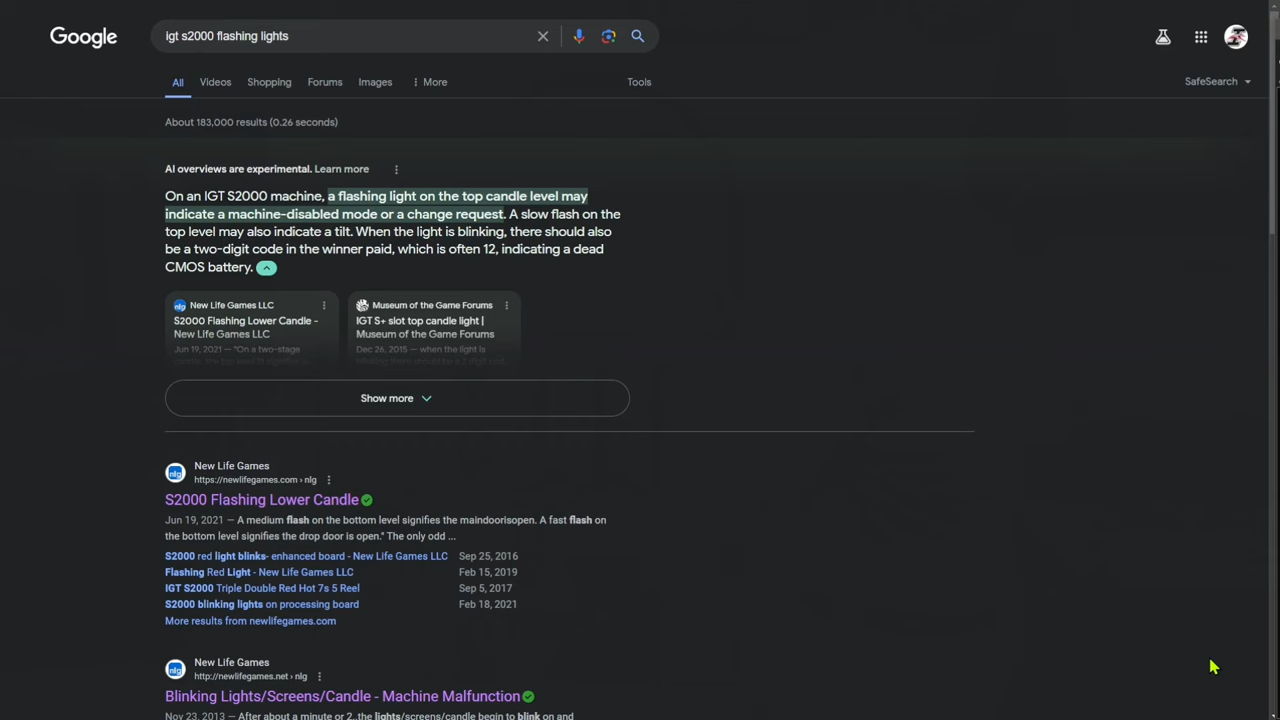 Google
igt s2000 flashing lights
All Videos Shopping Forums Images More Tools
SafeSearch
About 183,000 results (0.26 seconds)
AI overviews are experimental. Learn more
On an IGT S2000 machine, a flashing light on the top candle level may
indicate a machine-disabled mode or a change request. A slow flash on the
top level may also indicate a tilt. When the light is blinking, there should also
be a two-digit code in the winner paid, which is often 12, indicating a dead
CMOS battery.
nlg New Life Games LLC
S2000 Flashing Lower Candle -
New Life Games LLC
Jun 19, 2021 — "On a two-stage
Museum of the Game Forums
IGT S+ slot top candle light |
Museum of the Game Forums
Dec 26, 2015 — when the light is
Show more
nlg
New Life Games
https://newlifegames.com › nlg
S2000 Flashing Lower Candle
Jun 19, 2021 — A medium flash on the bottom level signifies the maindoorisopen. A fast flash on
the bottom level signifies the drop door is open." The only odd ...
S2000 red light blinks- enhanced board - New Life Games LLC Sep 25, 2016
Flashing Red Light - New Life Games LLC Feb 15, 2019
IGT S2000 Triple Double Red Hot 7s 5 Reel Sep 5, 2017
S2000 blinking lights on processing board Feb 18, 2021
More results from newlifegames.com
nlg
New Life Games
http://newlifegames.net › nlg
Blinking Lights/Screens/Candle - Machine Malfunction
Nov 23, 2013 — After about a minute or 2..the lights/screens/candle begin to blink on and